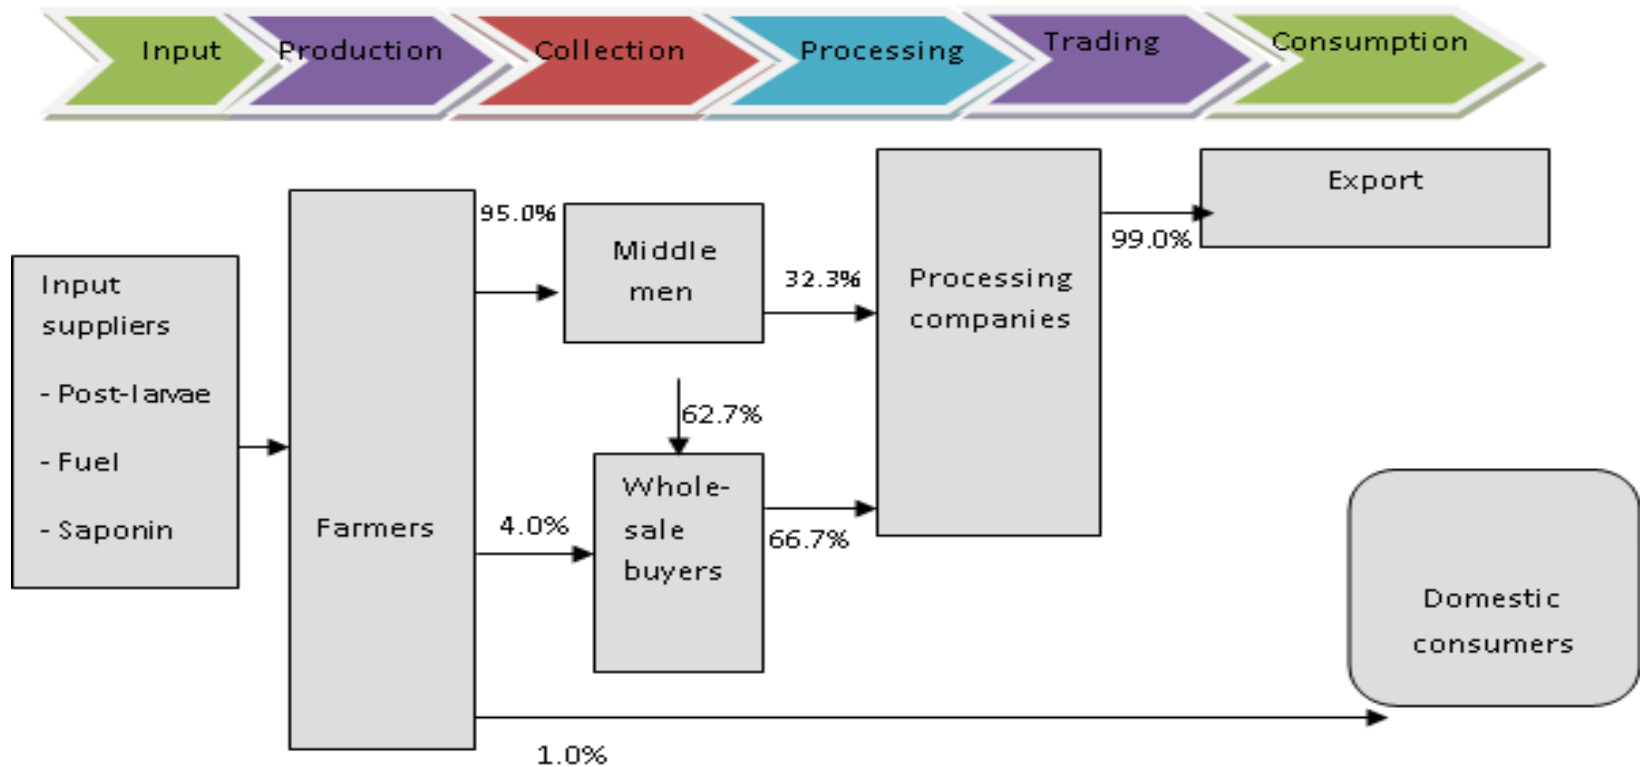 Input
Production
Collection
Processing
Trading
Consumption
Input
suppliers
- Post-larvae
- Fuel
- Saponin
Farmers
95.0%
4.0%
1.0%
Middle
men
32.3%
62.7%
Whole-
sale
buyers
66.7%
Processing
companies
99.0%
Export
Domestic
consumers